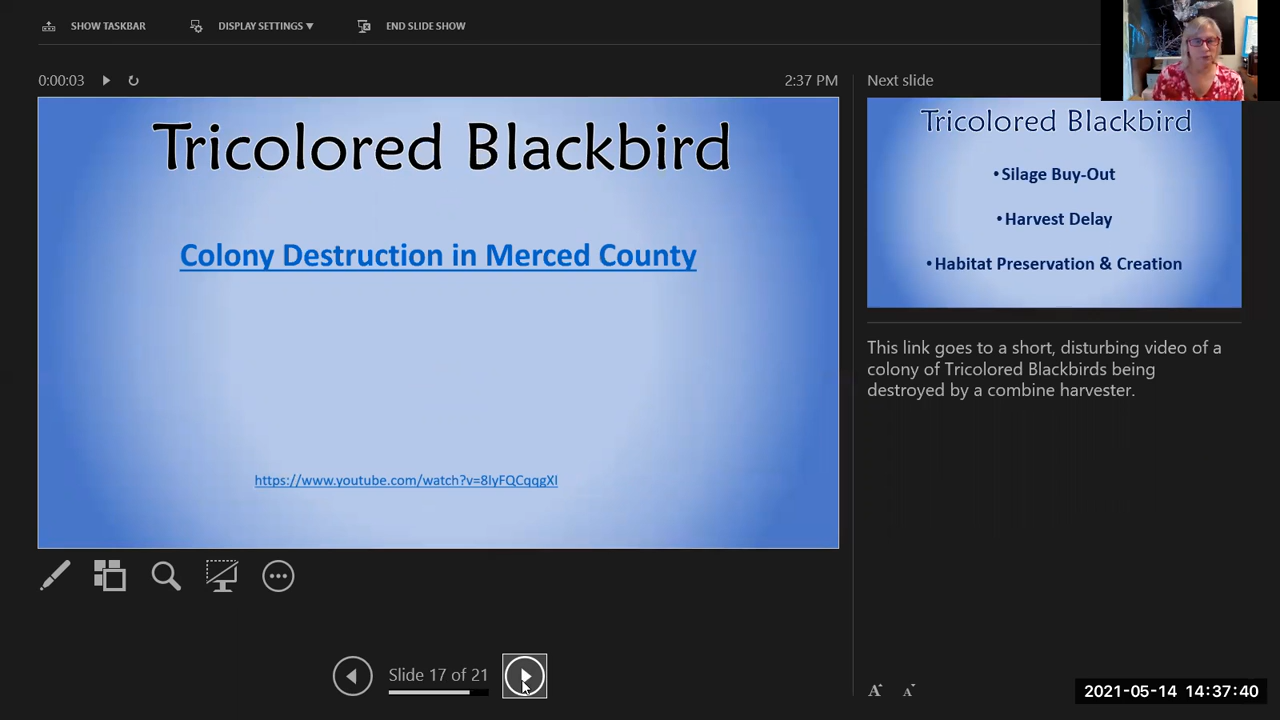 SHOW TASKBAR
DISPLAY SETTINGS ▼
END SLIDE SHOW
0:00:03
2:37 PM
Next slide
Tricolored Blackbird
Colony Destruction in Merced County
https://www.youtube.com/watch?v=8lyFQCqqgXI
Tricolored Blackbird
•Silage Buy-Out
•Harvest Delay
•Habitat Preservation & Creation
This link goes to a short, disturbing video of a
colony of Tricolored Blackbirds being
destroyed by a combine harvester.
Slide 17 of 21
A A
2021-05-14 14:37:40